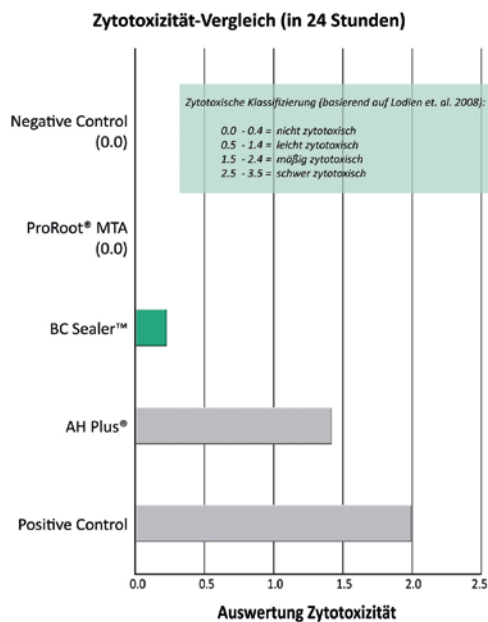 Zytotoxizität-Vergleich (in 24 Stunden)
Zytotoxische Klassifizierung (basierend auf Lodien et. al. 2008):
0.0 - 0.4 = nicht zytotoxisch
0.5 - 1.4 = leicht zytotoxisch
1.5 - 2.4 = mäßig zytotoxisch
2.5 - 3.5 = schwer zytotoxisch
Negative Control
(0.0)
ProRoot® MTA
(0.0)
BC Sealer™
AH Plus®
Positive Control
0.0 0.5 1.0 1.5 2.0 2.5
Auswertung Zytotoxizität